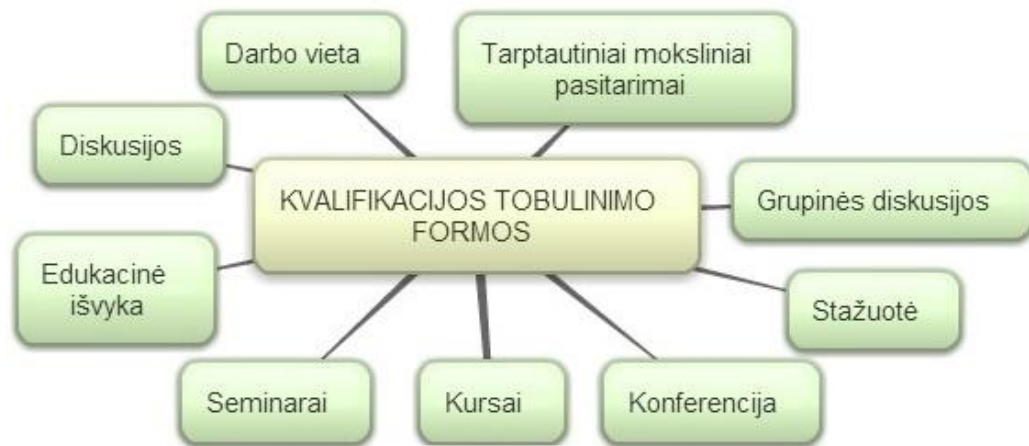 Darbo vieta
Tarptautiniai moksliniai
pasitarimai
Diskusijos
KVALIFIKACIJOS TOBULINIMO
FORMOS
Grupinės diskusijos
Edukacinė
išvyka
Stažuotė
Seminarai
Kursai
Konferencija